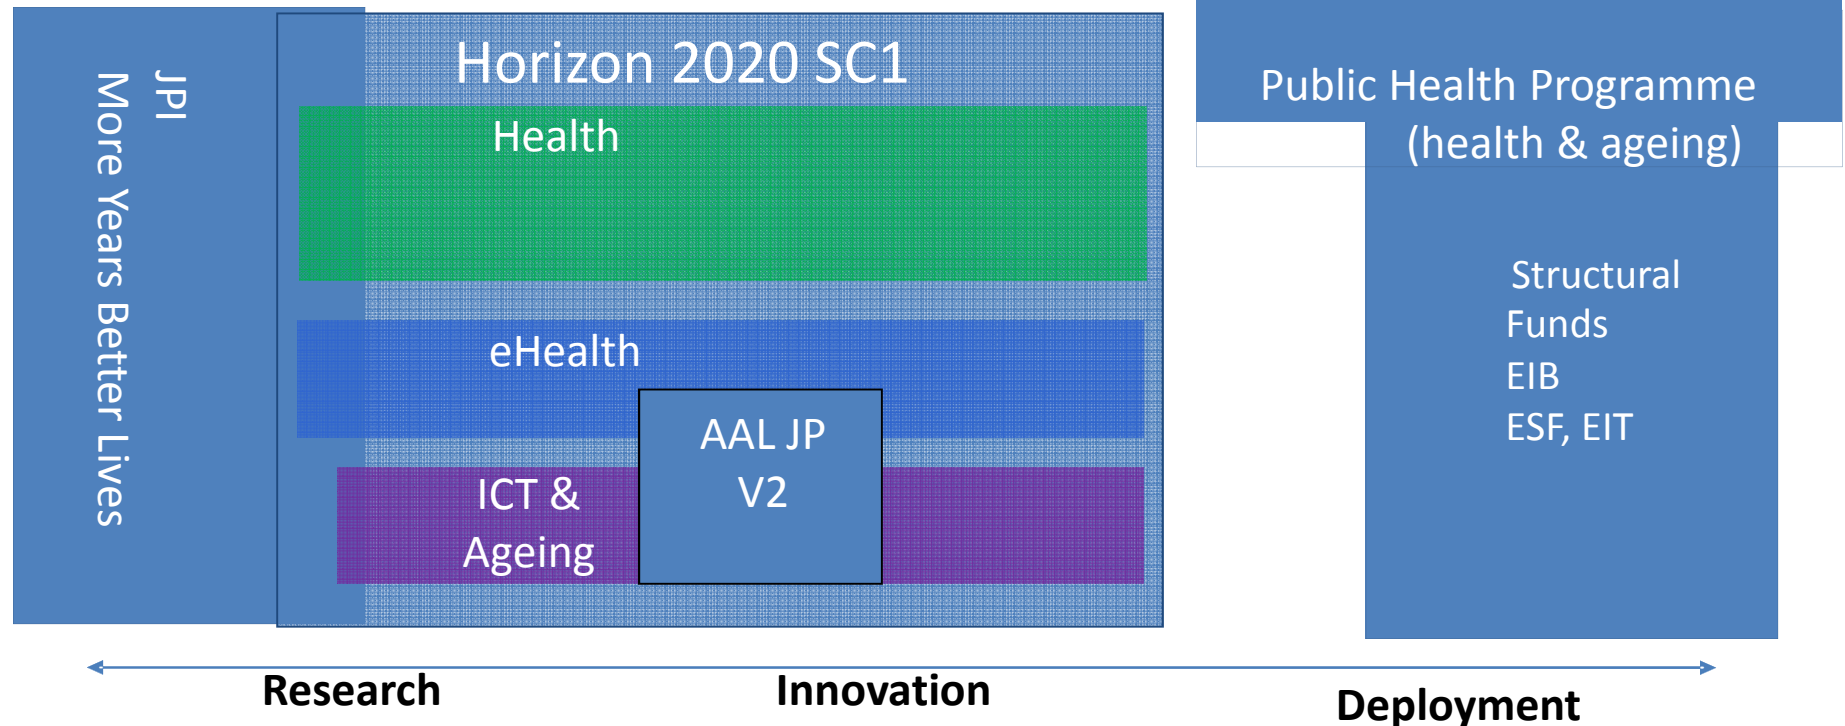 JPI
More Years Better Lives
Horizon 2020 SC1
Health
eHealth
AAL JP
V2
ICT &
Ageing
Public Health Programme
(health & ageing)
Structural
Funds
EIB
ESF, EIT
Research
Innovation
Deployment